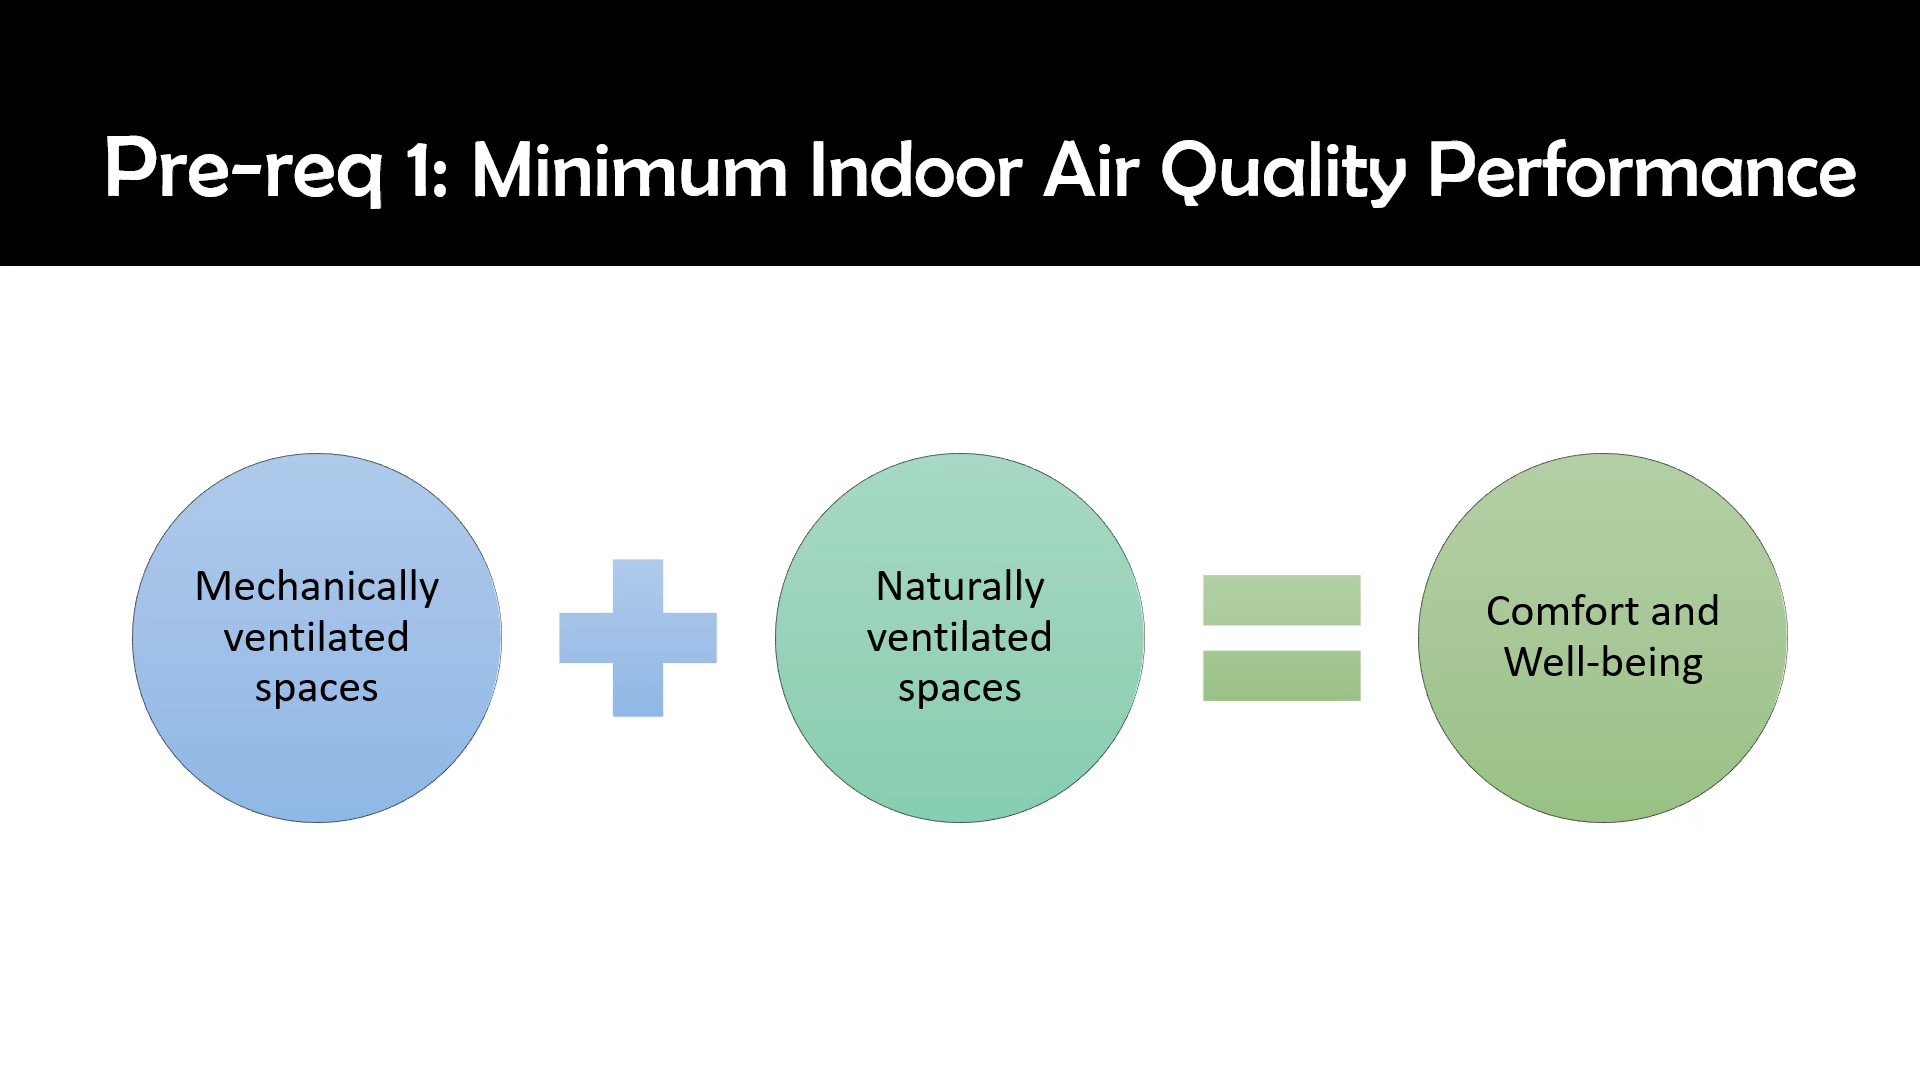 Pre-req 1: Minimum Indoor Air Quality Performance
Mechanically
ventilated
spaces
Naturally
ventilated
spaces
Comfort and
Well-being